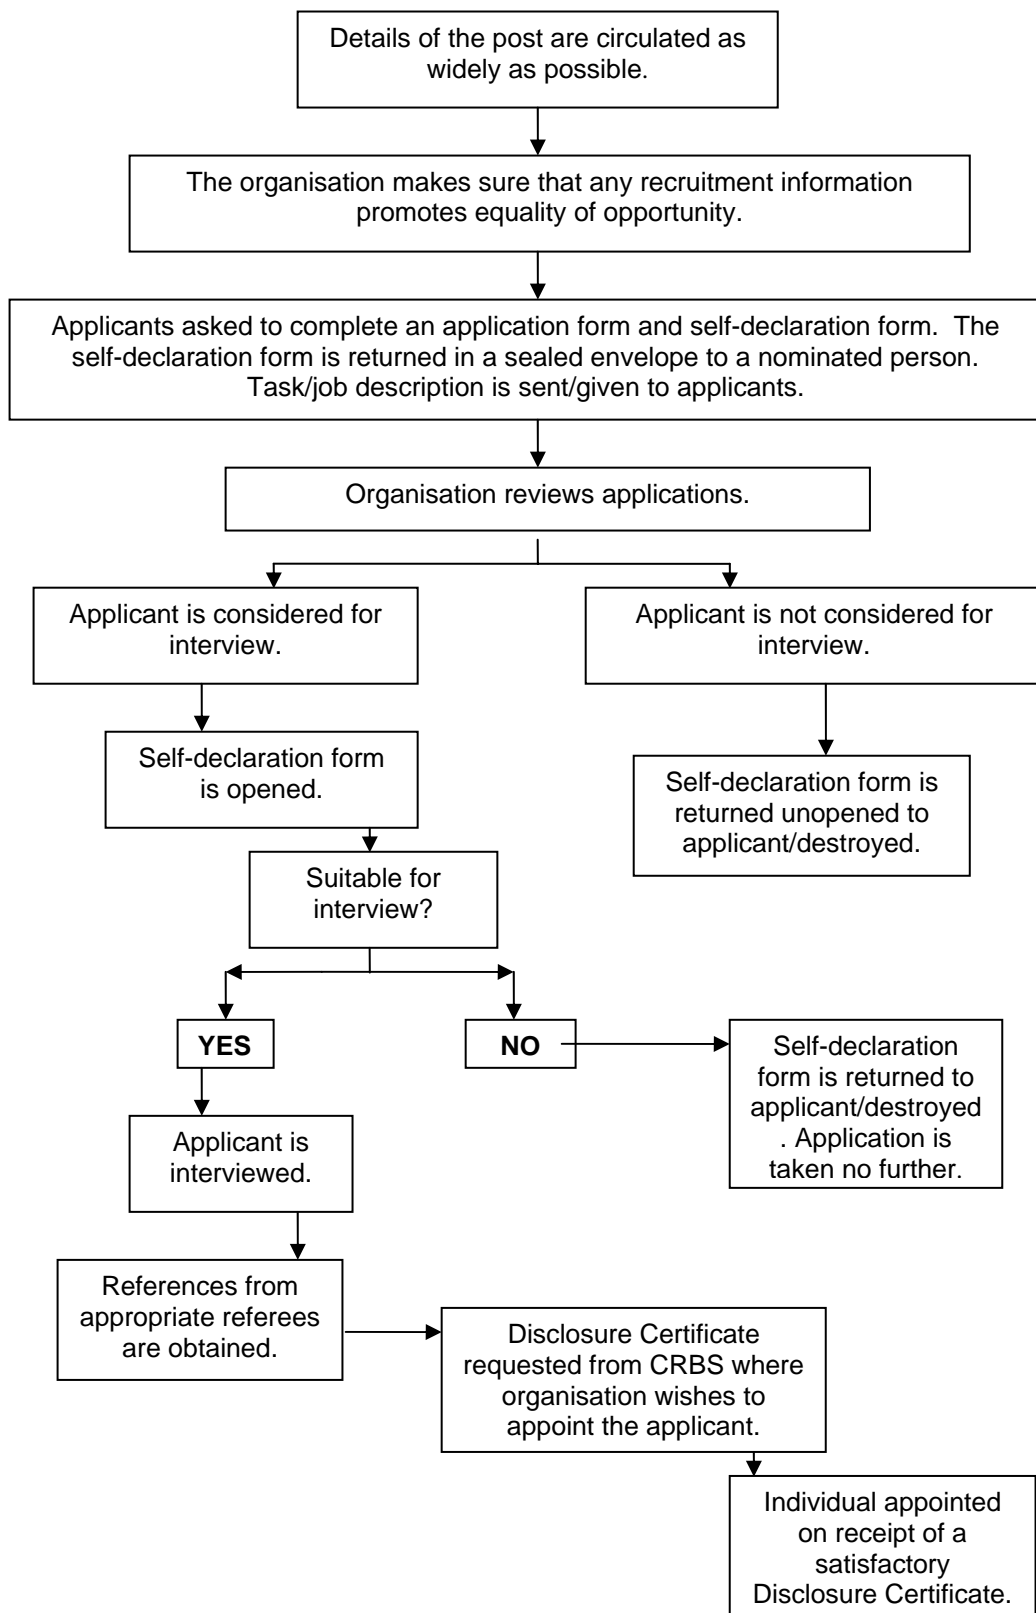 Details of the post are circulated as
widely as possible.
The organisation makes sure that any recruitment information
promotes equality of opportunity.
Applicants asked to complete an application form and self-declaration form.  The
self-declaration form is returned in a sealed envelope to a nominated person.
Task/job description is sent/given to applicants.
Organisation reviews applications.
Applicant is considered for
interview.
Applicant is not considered for
interview.
Self-declaration form
is opened.
Self-declaration form is
returned unopened to
applicant/destroyed.
Suitable for
interview?
YES
NO
Self-declaration
form is returned to
applicant/destroyed
. Application is
taken no further.
Applicant is
interviewed.
References from
appropriate referees
are obtained.
Disclosure Certificate
requested from CRBS where
organisation wishes to
appoint the applicant.
Individual appointed
on receipt of a
satisfactory
Disclosure Certificate.